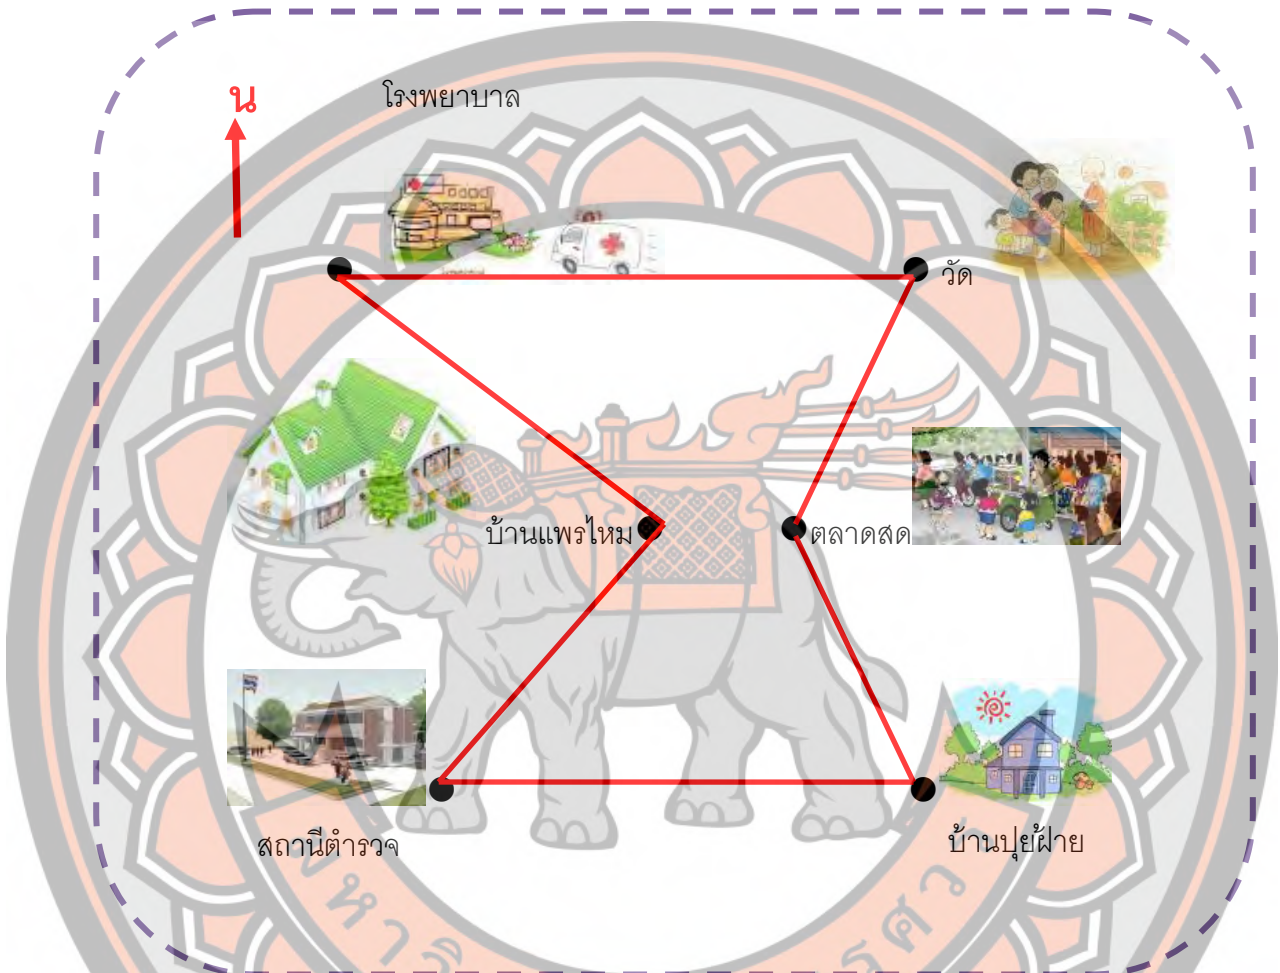 น
โรงพยาบาล
วัด
บ้านแพรไหม
ตลาดสด
สถานีตำรวจ
บ้านปุยฝ้าย